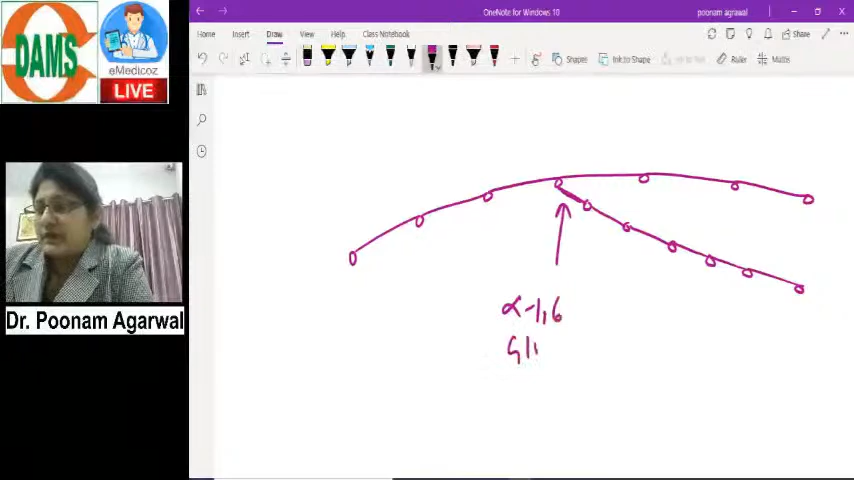 DAMS
eMedicoz
LIVE
Dr. Poonam Agarwal
OneNote for Windows 10
poonam agrawal
Home
Insert
Draw
View
Help
Class Notebook
Share
Shapes
Ink to Shape
Ruler
Maths
α-1,6